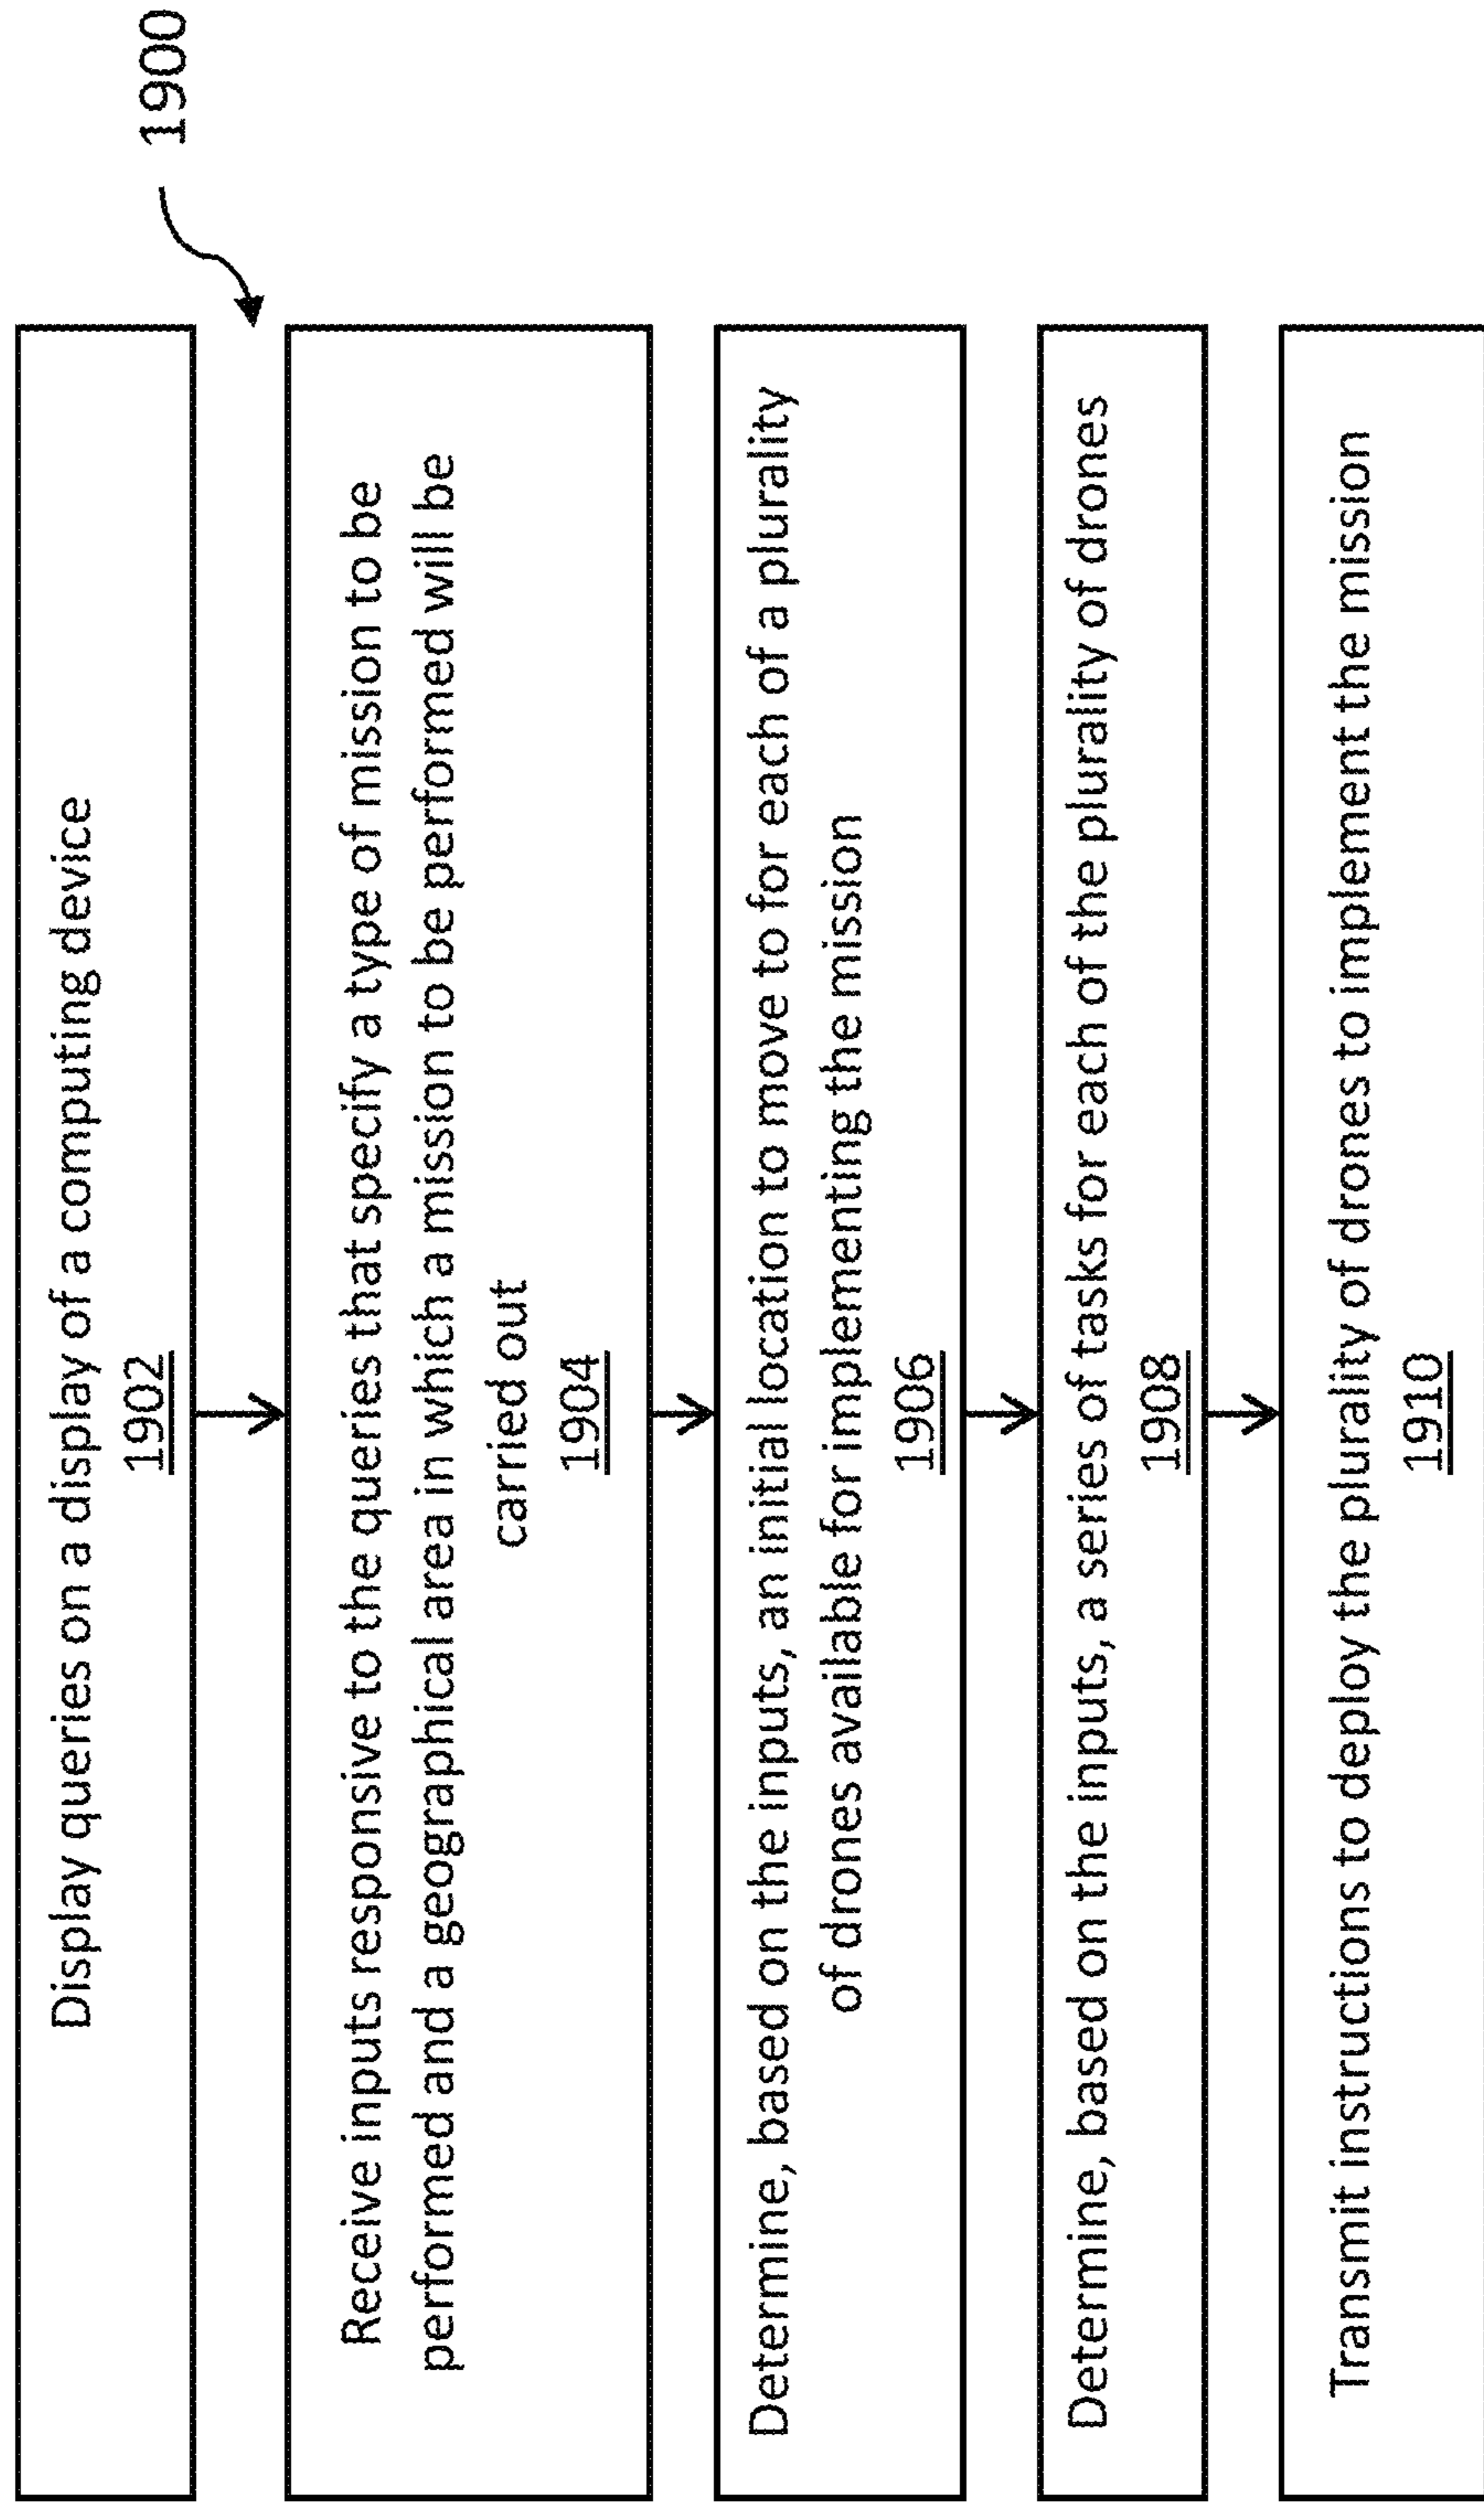 1900
Display queries on a display of a computing device
1902
Receive inputs responsive to the queries that specify a type of mission to be
performed and a geographical area in which a mission to be performed will be
carried out
1904
Determine, based on the inputs, an initial location to move to for each of a plurality
of drones available for implementing the mission
1906
Determine, based on the inputs, a series of tasks for each of the plurality of drones
1908
Transmit instructions to deploy the plurality of drones to implement the mission
1910